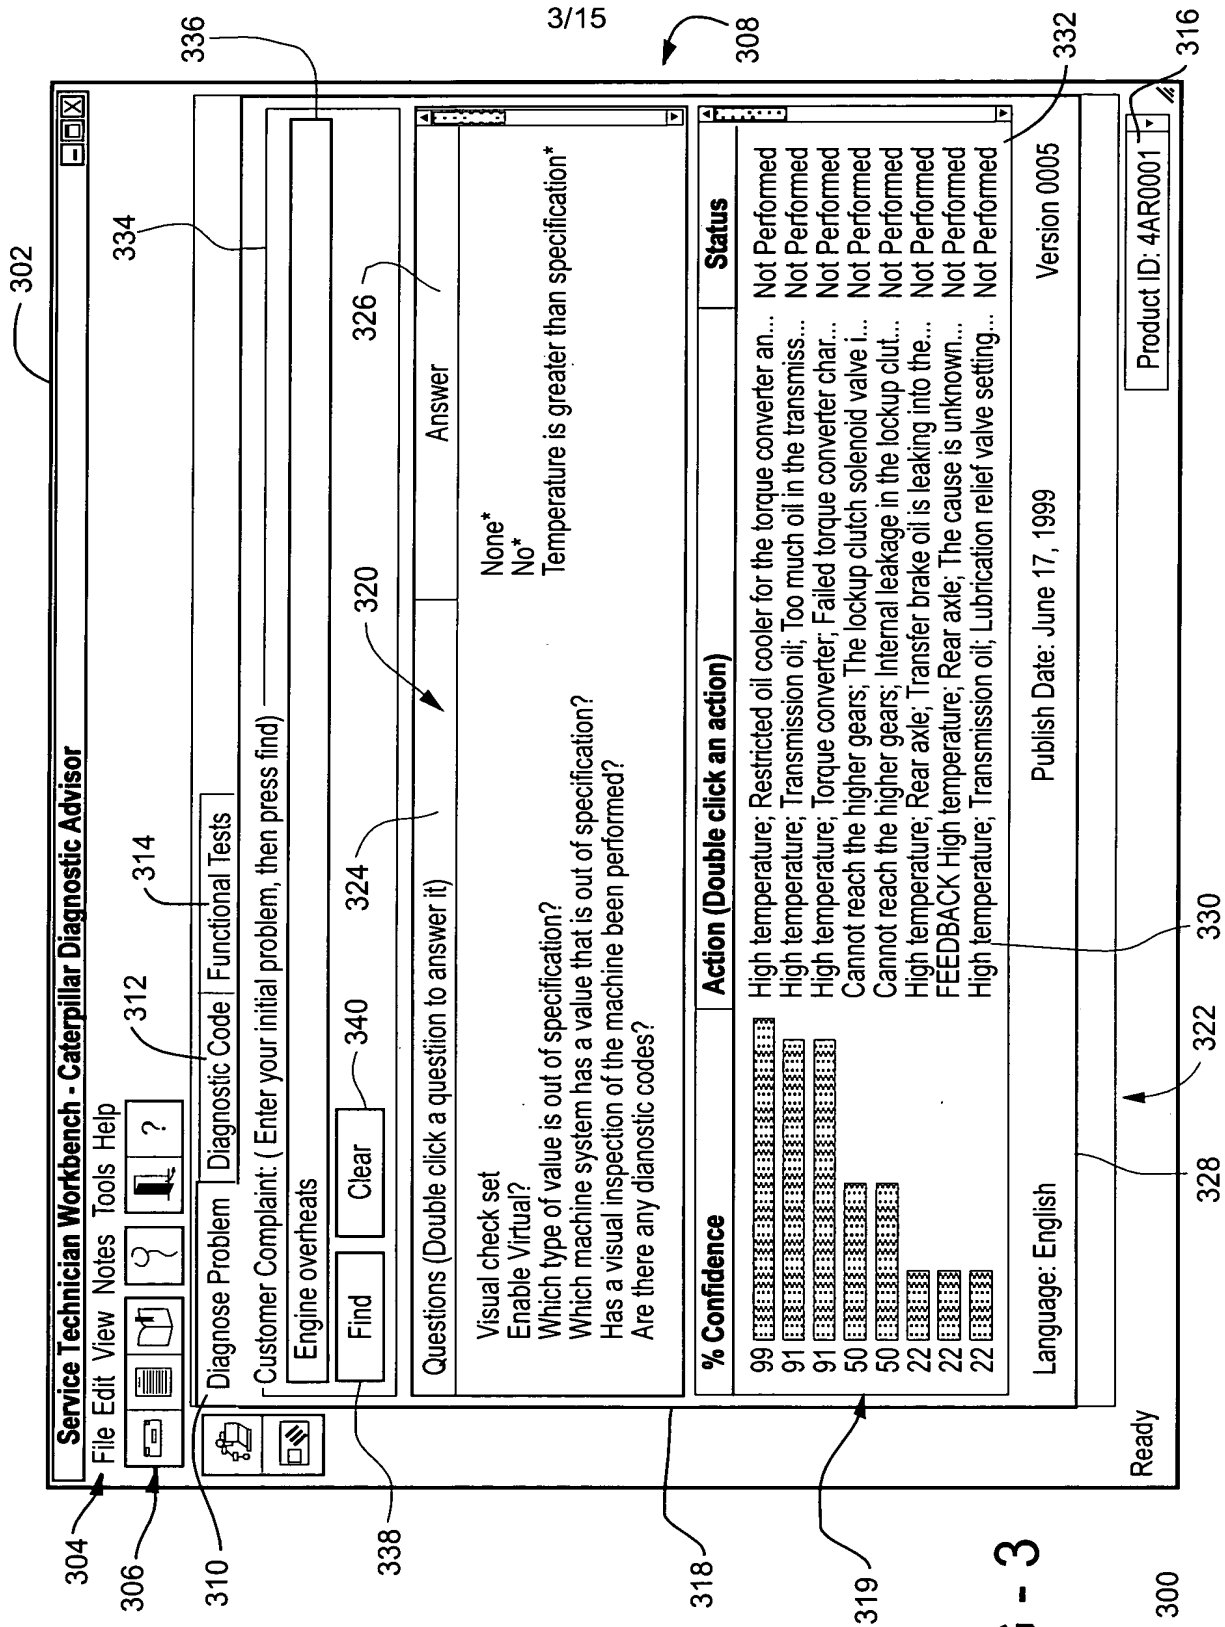 3/15
302
Service Technician Workbench - Caterpillar Diagnostic Advisor
304
File Edit View Notes Tools Help
306
?
312
314
310
Diagnose Problem
Diagnostic Code
Functional Tests
334
336
Customer Complaint: ( Enter your initial problem, then press find)
Engine overheats
Find
Clear
338
340
324
320
326
308
Questions (Double click a questiion to answer it)
Answer
Visual check set
Enable Virtual?
None*
Which type of value is out of specification?
No*
Which machine system has a value that is out of specification?
Temperature is greater than specification*
Has a visual inspection of the machine been performed?
Are there any dianostic codes?
318
% Confidence
Action (Double click an action)
Status
99 High temperature; Restricted oil cooler for the torque converter an... Not Performed
91 High temperature; Transmission oil; Too much oil in the transmiss... Not Performed
91 High temperature; Torque converter; Failed torque converter char... Not Performed
50 Cannot reach the higher gears; The lockup clutch solenoid valve i... Not Performed
50 Cannot reach the higher gears; Internal leakage in the lockup clut... Not Performed
22 High temperature; Rear axle; Transfer brake oil is leaking into the... Not Performed
22 FEEDBACK High temperature; Rear axle; The cause is unknown... Not Performed
22 High temperature; Transmission oil; Lubrication relief valve setting... Not Performed
319
332
Language: English
Publish Date: June 17, 1999
Version 0005
Ready
Product ID: 4AR0001
316
328
322
330
- 3
300